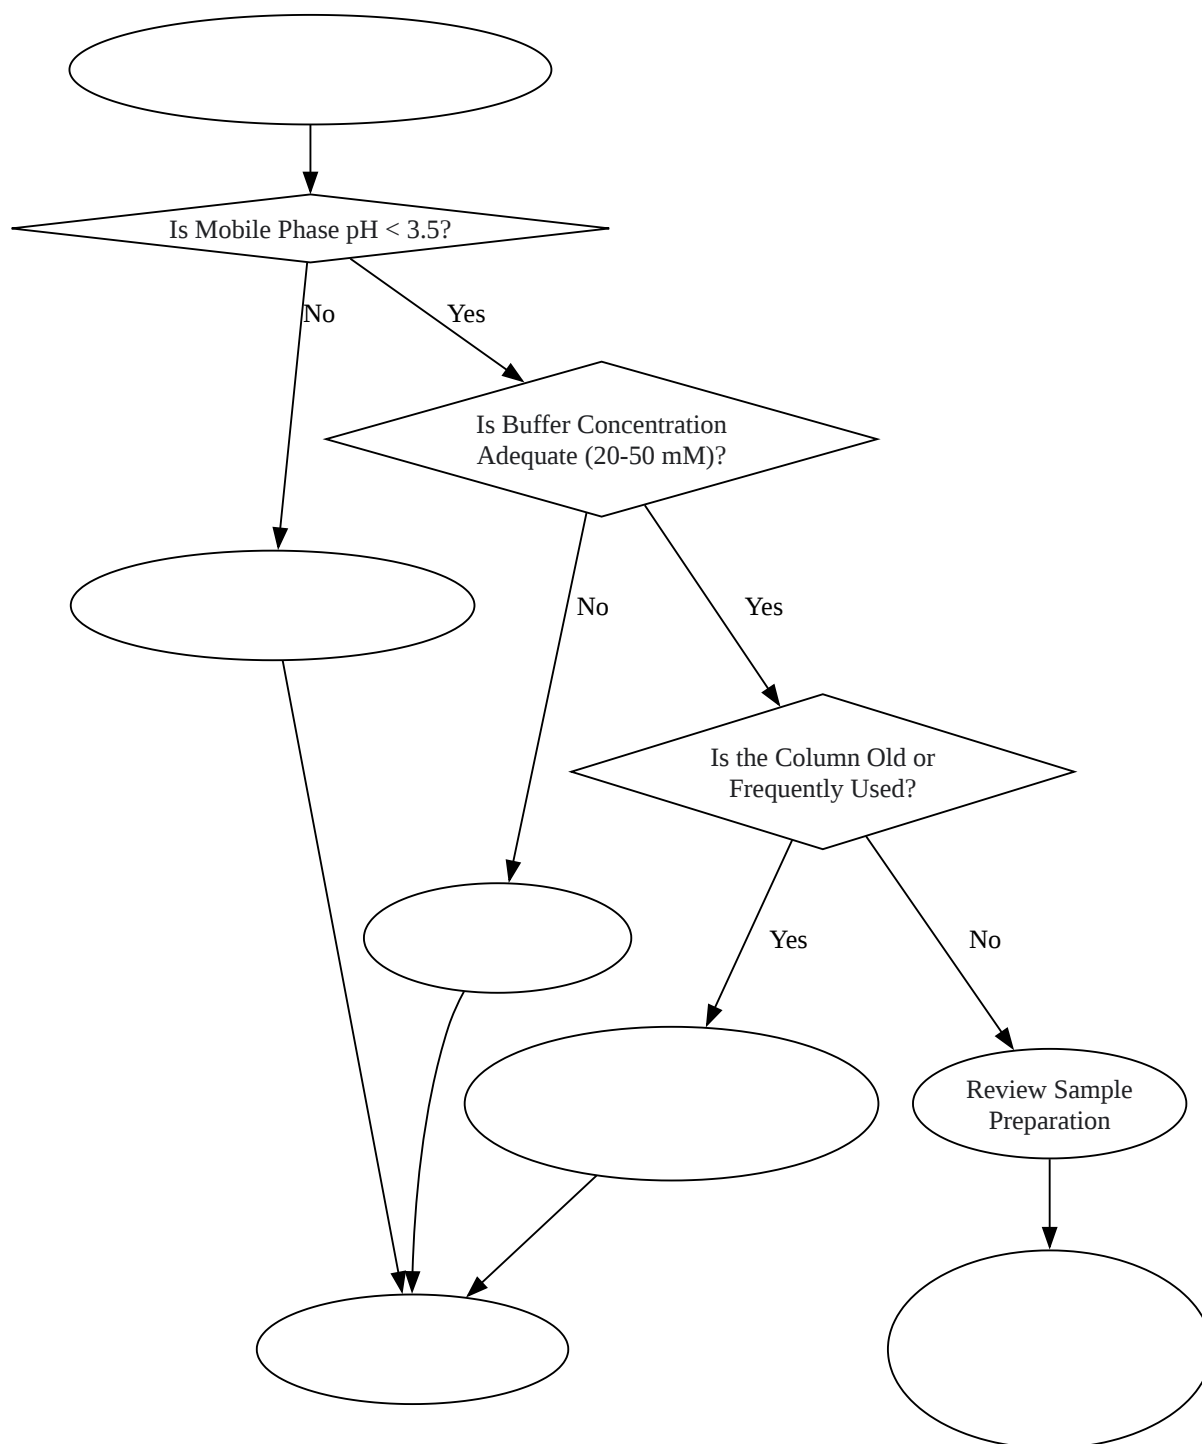 Is Mobile Phase pH < 3.5?
No
Yes
Is Buffer Concentration
Adequate (20-50 mM)?
No
Yes
Is the Column Old or
Frequently Used?
Yes
No
Review Sample
Preparation